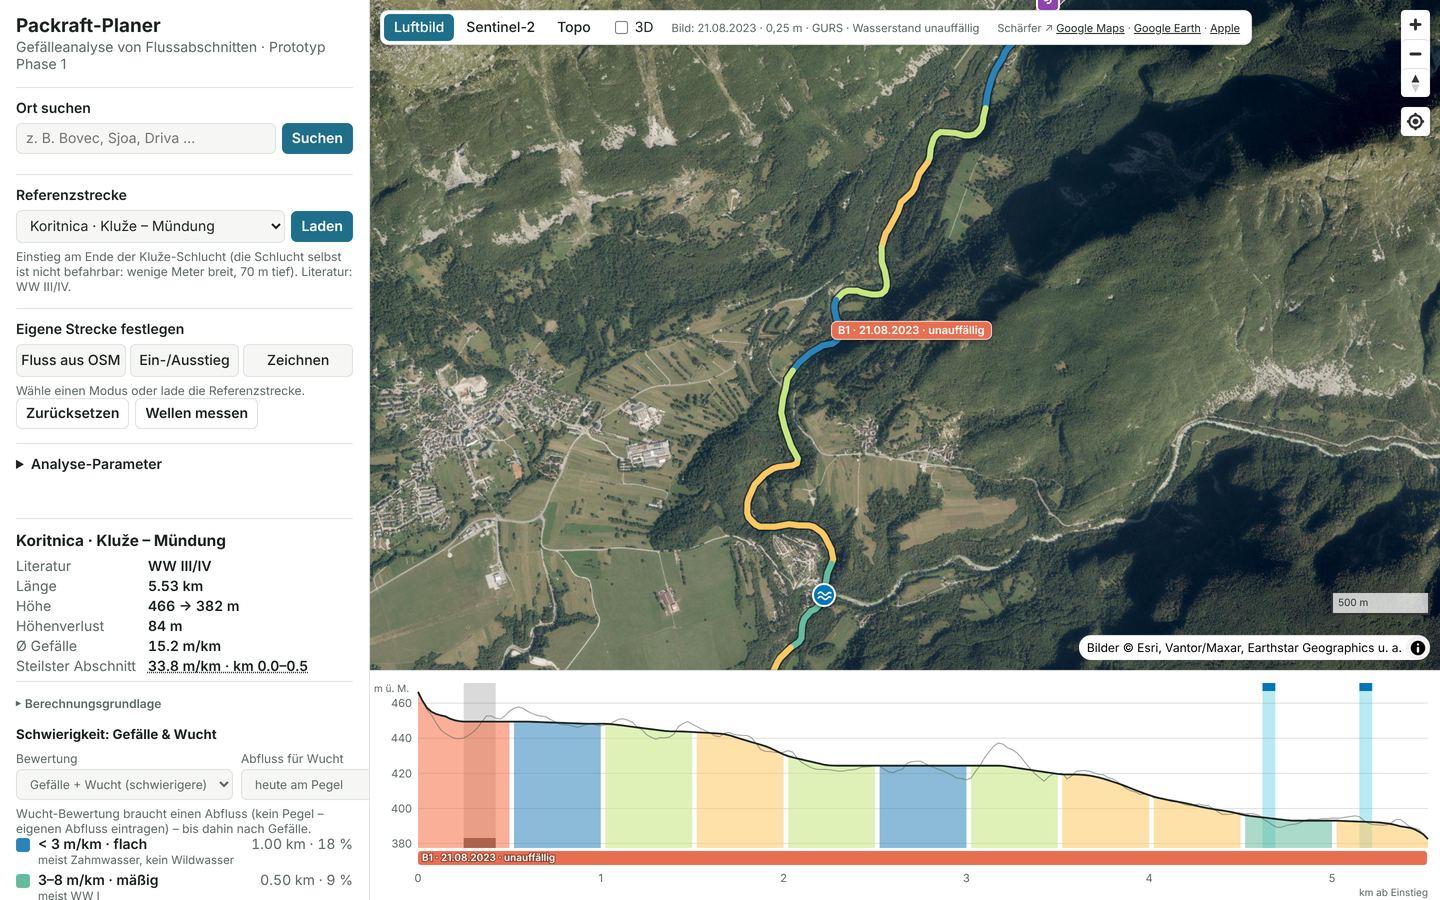 Packraft-Planer
Gefälleanalyse von Flussabschnitten · Prototyp
Phase 1
Ort suchen
z. B. Bovec, Sjoa, Driva ...
Suchen
Referenzstrecke
Koritnica · Kluže – Mündung
Laden
Einstieg am Ende der Kluže-Schlucht (die Schlucht selbst
ist nicht befahrbar: wenige Meter breit, 70 m tief). Literatur:
WW III/IV.
Eigene Strecke festlegen
Fluss aus OSM
Ein-/Ausstieg
Zeichnen
Wähle einen Modus oder lade die Referenzstrecke.
Zurücksetzen
Wellen messen
Analyse-Parameter
Koritnica · Kluže – Mündung
Literatur WW III/IV
Länge 5.53 km
Höhe 466 → 382 m
Höhenverlust 84 m
Ø Gefälle 15.2 m/km
Steilster Abschnitt 33.8 m/km · km 0.0–0.5
Berechnungsgrundlage
Schwierigkeit: Gefälle & Wucht
Bewertung Abfluss für Wucht
Gefälle + Wucht (schwierigere) heute am Pegel
Wucht-Bewertung braucht einen Abfluss (kein Pegel –
eigenen Abfluss eintragen) – bis dahin nach Gefälle.
< 3 m/km · flach 1.00 km · 18 %
meist Zahmwasser, kein Wildwasser
3–8 m/km · mäßig 0.50 km · 9 %
meist WW I
Luftbild Sentinel-2 Topo 3D Bild: 21.08.2023 · 0,25 m · GURS · Wasserstand unauffällig Schärfer ↗ Google Maps · Google Earth · Apple
B1 · 21.08.2023 · unauffällig
500 m
Bilder © Esri, Vantor/Maxar, Earthstar Geographics u. a.
m ü. M.
460
440
420
400
380
B1 · 21.08.2023 · unauffällig
0 1 2 3 4 5
km ab Einstieg